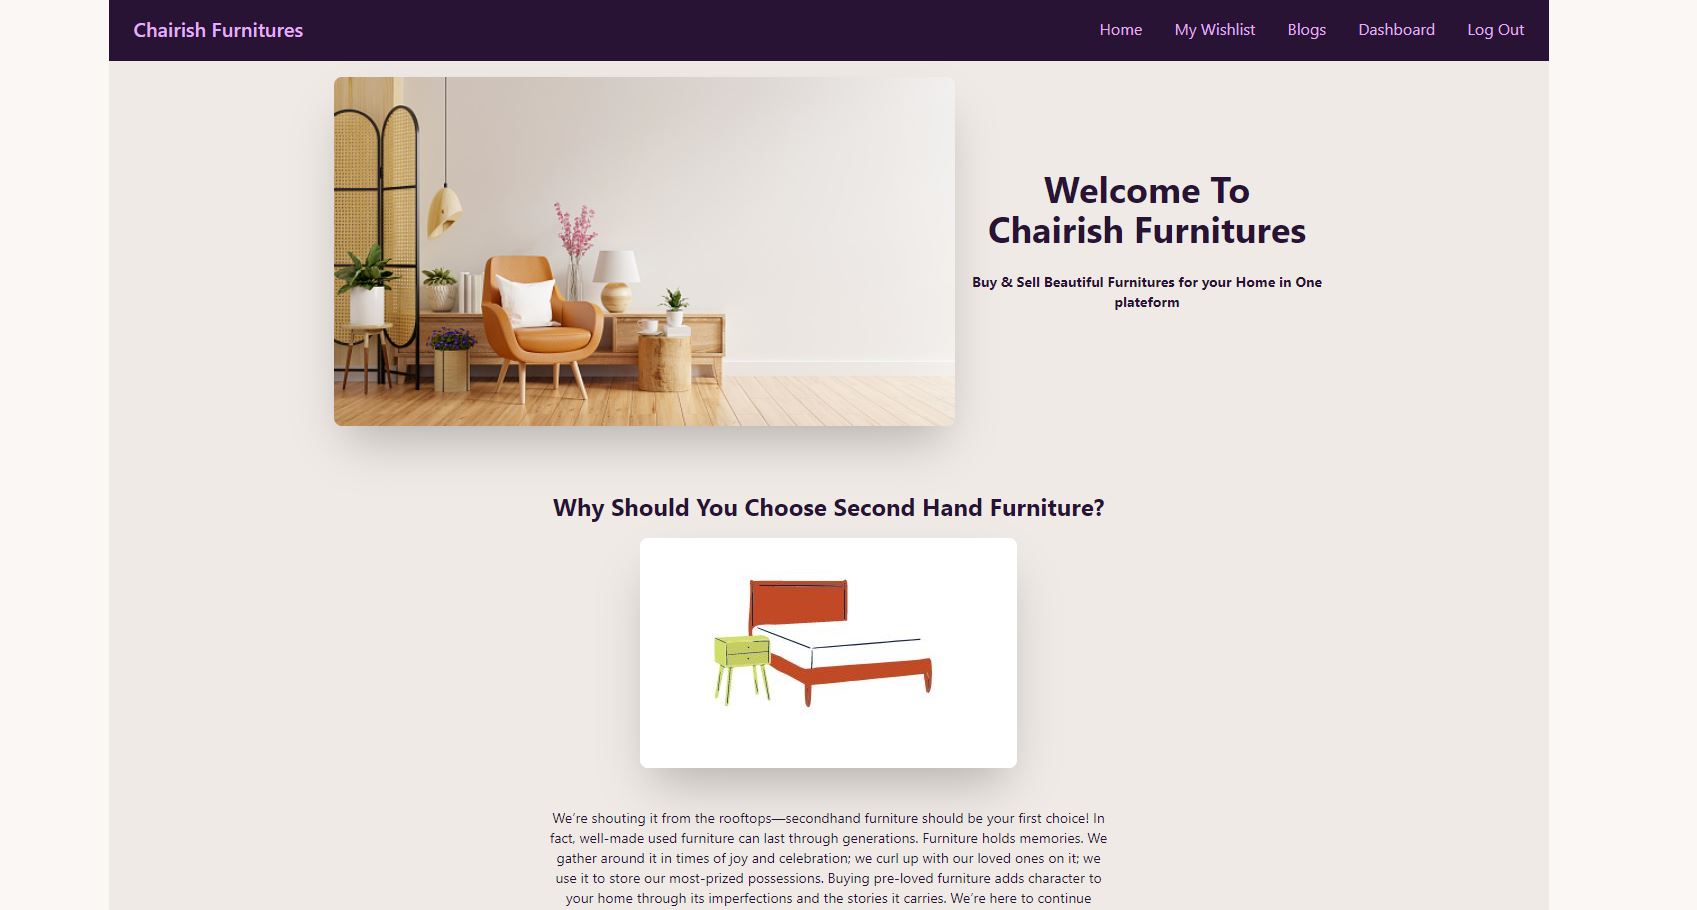 Chairish Furnitures
Home My Wishlist Blogs Dashboard Log Out
Welcome To
Chairish Furnitures
Buy & Sell Beautiful Furnitures for your Home in One
plateform
Why Should You Choose Second Hand Furniture?
We’re shouting it from the rooftops—secondhand furniture should be your first choice! In
fact, well-made used furniture can last through generations. Furniture holds memories. We
gather around it in times of joy and celebration; we curl up with our loved ones on it; we
use it to store our most-prized possessions. Buying pre-loved furniture adds character to
your home through its imperfections and the stories it carries. We’re here to continue